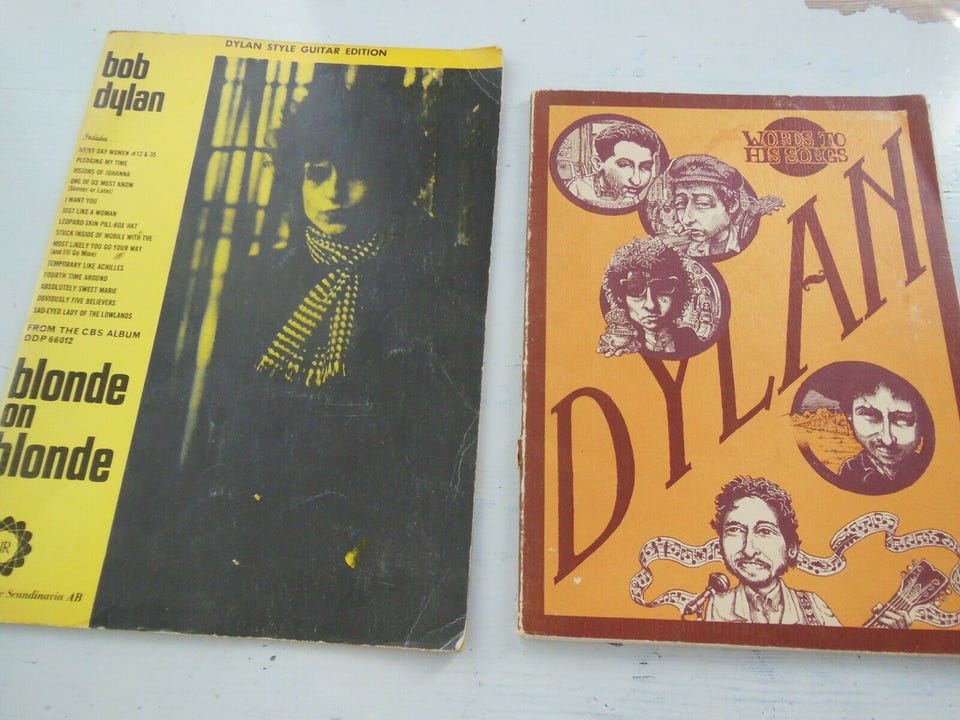 DYLAN STYLE GUITAR EDITION
bob
dylan
Includes
RAINY-DAY WOMEN #12 & 35
PLEDGING MY TIME
VISIONS OF JOHANNA
ONE OF US MUST KNOW
(Sooner or Later)
I WANT YOU
JUST LIKE A WOMAN
LEOPARD-SKIN PILL-BOX HAT
STUCK INSIDE OF MOBILE WITH THE
MOST LIKELY YOU GO YOUR WAY
(and I'll Go Mine)
TEMPORARY LIKE ACHILLES
FOURTH TIME AROUND
ABSOLUTELY SWEET MARIE
OBVIOUSLY FIVE BELIEVERS
SAD-EYED LADY OF THE LOWLANDS
FROM THE CBS ALBUM
DDP 66012
blonde
on
blonde
Scandinavia AB
WORDS TO
HIS SONGS
DYLAN